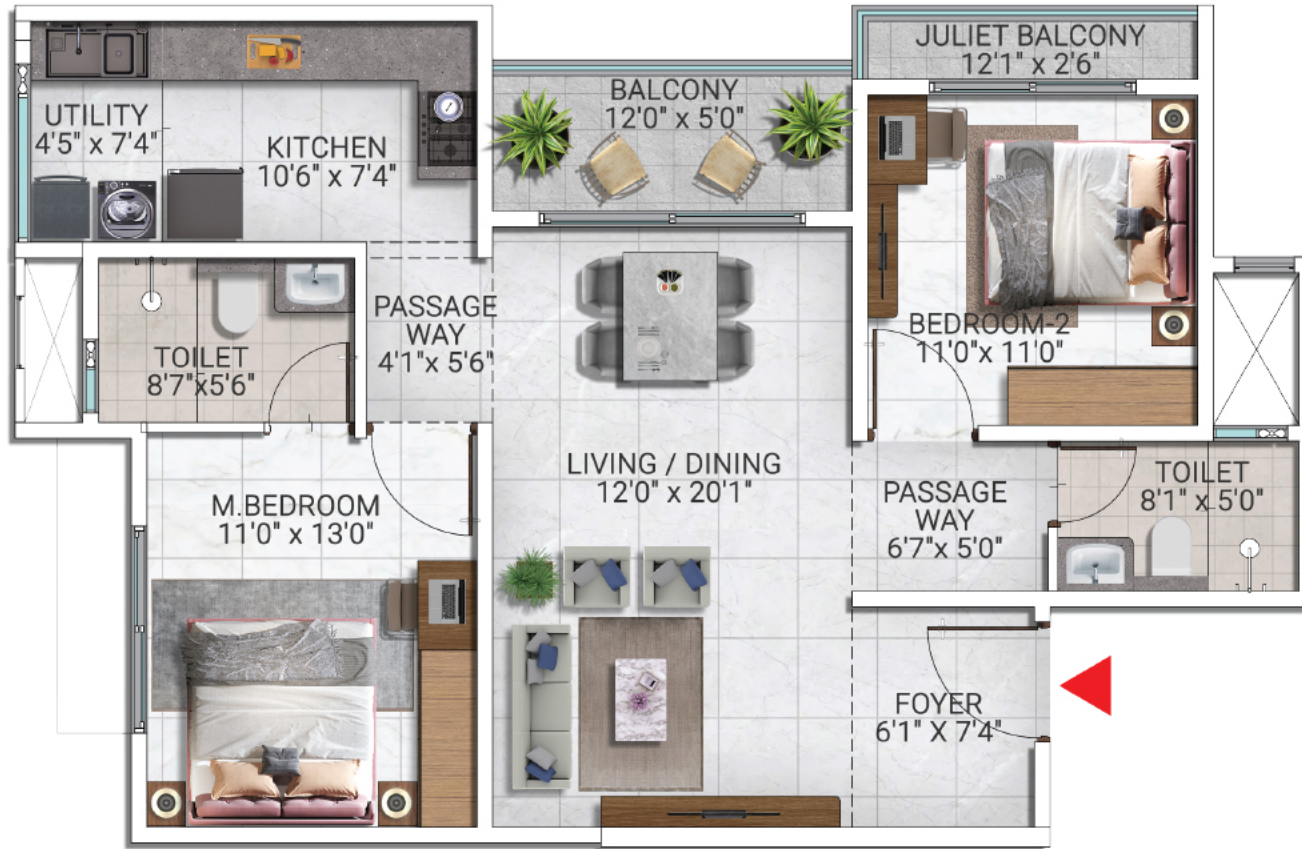 JULIET BALCONY
12'1" x 2'6"
BALCONY
12'0" x 5'0"
UTILITY
4'5" x 7'4"
KITCHEN
10'6" x 7'4"
PASSAGE
WAY
4'1"x 5'6"
BEDROOM-2
11'0"x 11'0"
TOILET
8'7"x5'6"
LIVING / DINING
12'0" x 20'1"
TOILET
8'1" x 5'0"
PASSAGE
WAY
6'7"x 5'0"
M.BEDROOM
11'0" x 13'0"
FOYER
6'1" X 7'4"